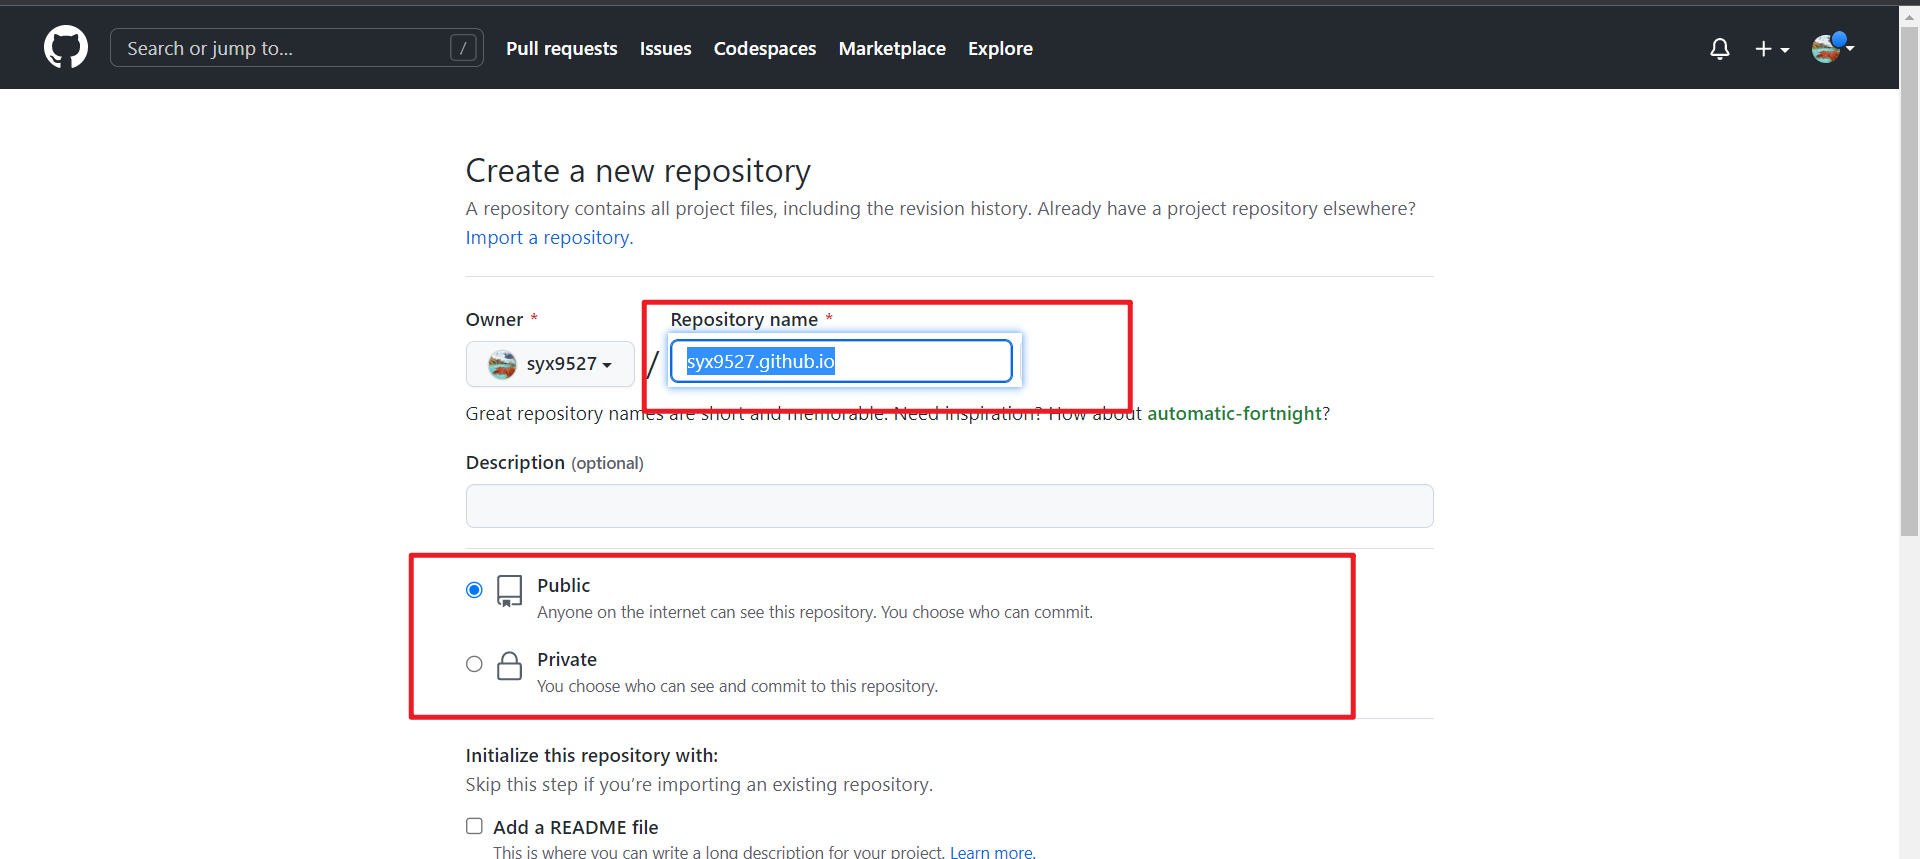 Search or jump to... / Pull requests Issues Codespaces Marketplace Explore
Create a new repository
A repository contains all project files, including the revision history. Already have a project repository elsewhere?
Import a repository.
Owner * Repository name *
syx9527 / syx9527.github.io
Great repository names are short and memorable. Need inspiration? How about automatic-fortnight?
Description (optional)
Public
Anyone on the internet can see this repository. You choose who can commit.
Private
You choose who can see and commit to this repository.
Initialize this repository with:
Skip this step if you’re importing an existing repository.
Add a README file
This is where you can write a long description for your project. Learn more.